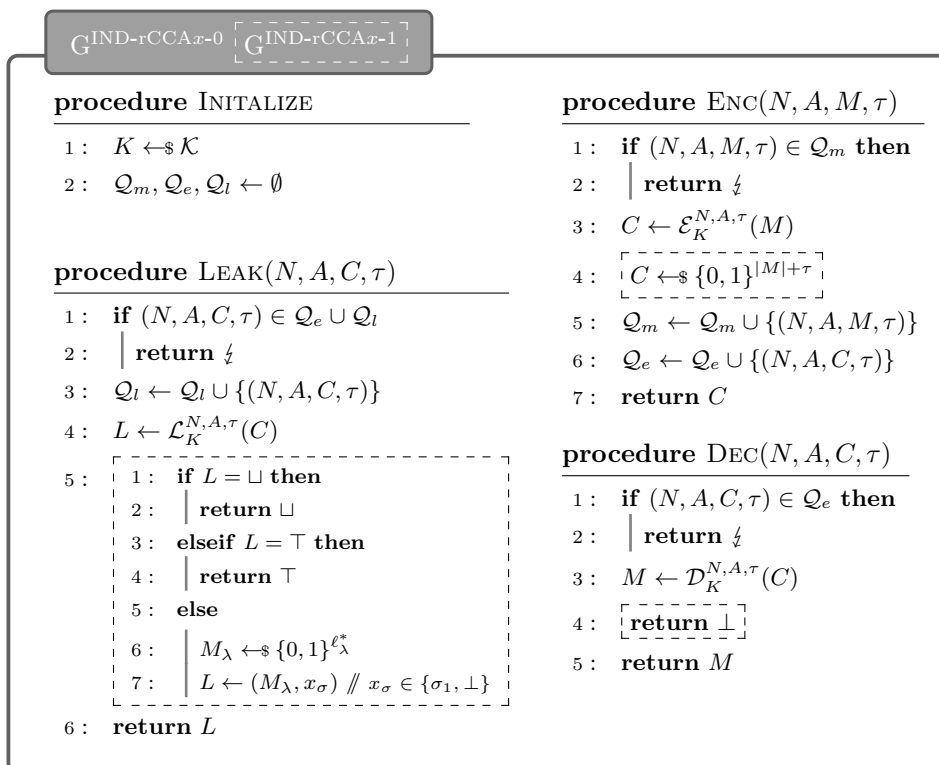 G^IND-rCCAx-0 G^IND-rCCAx-1
procedure INITALIZE
1 : K ←$ 𝒦
2 : 𝒬_m, 𝒬_e, 𝒬_l ← ∅
procedure LEAK(N, A, C, τ)
1 : if (N, A, C, τ) ∈ 𝒬_e ∪ 𝒬_l
2 : return ↯
3 : 𝒬_l ← 𝒬_l ∪ {(N, A, C, τ)}
4 : L ← ℒ_K^{N,A,τ}(C)
5 : 1 : if L = ⊔ then
2 : return ⊔
3 : elseif L = ⊤ then
4 : return ⊤
5 : else
6 : M_λ ←$ {0, 1}^{ℓ*_λ}
7 : L ← (M_λ, x_σ) // x_σ ∈ {σ_1, ⊥}
6 : return L
procedure ENC(N, A, M, τ)
1 : if (N, A, M, τ) ∈ 𝒬_m then
2 : return ↯
3 : C ← ℰ_K^{N,A,τ}(M)
4 : C ←$ {0, 1}^{|M|+τ}
5 : 𝒬_m ← 𝒬_m ∪ {(N, A, M, τ)}
6 : 𝒬_e ← 𝒬_e ∪ {(N, A, C, τ)}
7 : return C
procedure DEC(N, A, C, τ)
1 : if (N, A, C, τ) ∈ 𝒬_e then
2 : return ↯
3 : M ← 𝒟_K^{N,A,τ}(C)
4 : return ⊥
5 : return M